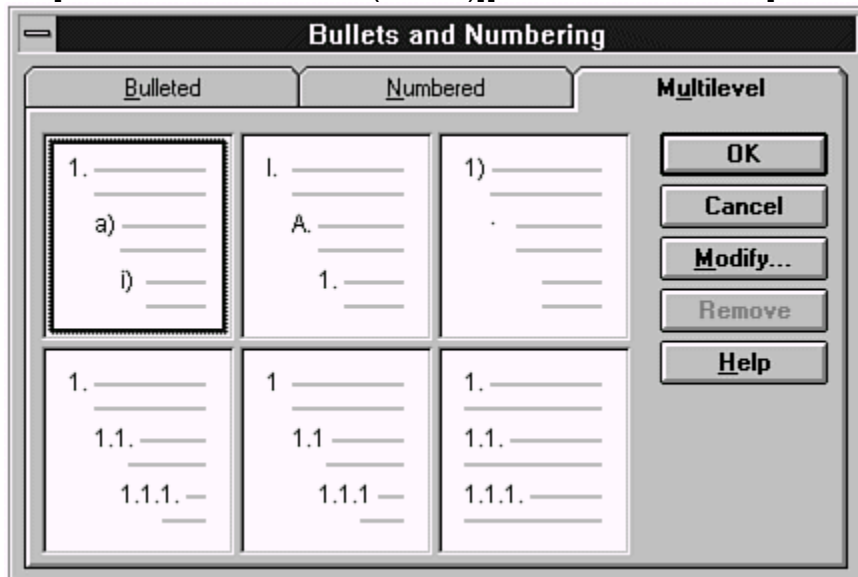 Bullets and Numbering
Bulleted
Numbered
Multilevel
1.
a)
i)
I.
A.
1.
1)
1.
1.1.
1.1.1.
1
1.1
1.1.1
1.
1.1.
1.1.1.
OK
Cancel
Modify...
Remove
Help